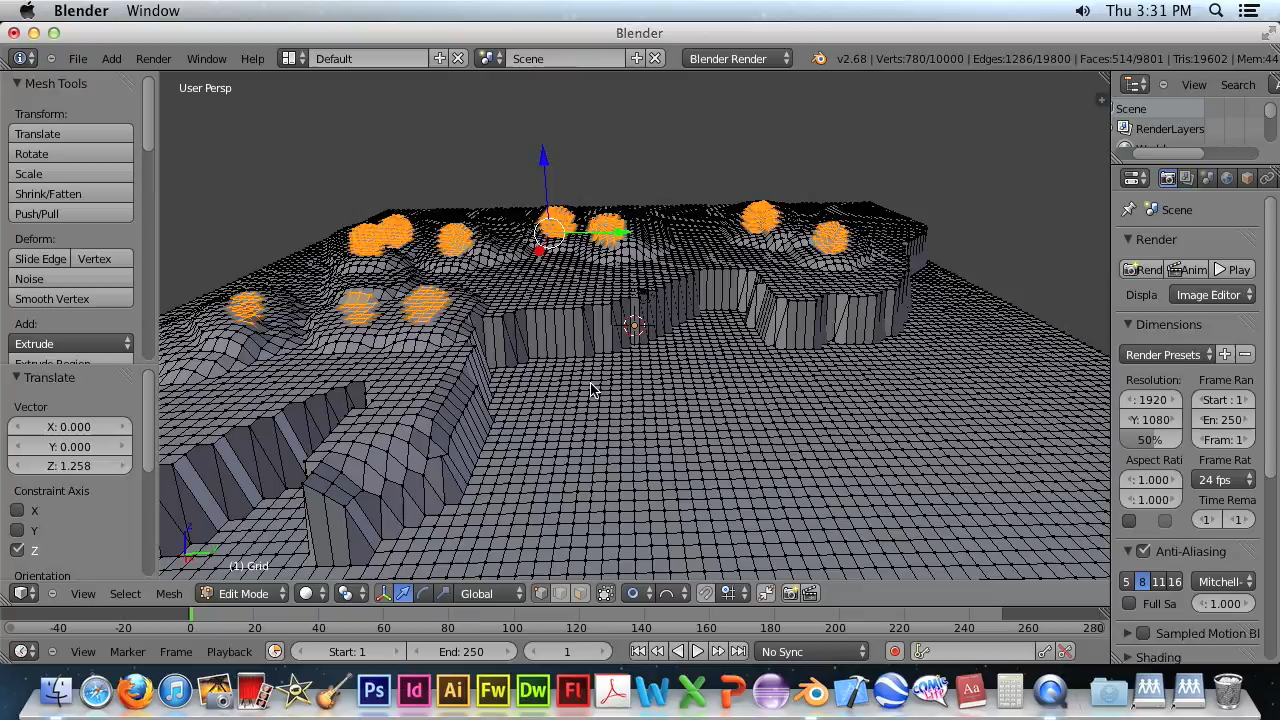 Blender Window Thu 3:31 PM
Blender
File Add Render Window Help Default Scene Blender Render v2.68 | Verts:780/10000 | Edges:1286/19800 | Faces:514/9801 | Tris:19602 | Mem:44
Mesh Tools
Transform:
Translate
Rotate
Scale
Shrink/Fatten
Push/Pull
Deform:
Slide Edge Vertex
Noise
Smooth Vertex
Add:
Extrude
Extrude Region
Translate
Vector
X: 0.000
Y: 0.000
Z: 1.258
Constraint Axis
X
Y
Z
Orientation
User Persp
(1) Grid
View Search
Scene
RenderLayers
World
Scene
Render
Rend Anim Play
Displa Image Editor
Dimensions
Render Presets
Resolution: Frame Ran
: 1920 Start : 1
Y: 1080 En: 250
50% Fram: 1
Aspect Rati Frame Rat
: 1.000 24 fps
: 1.000 Time Rema
1 1
Anti-Aliasing
5 8 11 16 Mitchell-
Full Sa : 1.000
Sampled Motion Bl
Shading
View Select Mesh Edit Mode Global
-40 -20 0 20 40 60 80 100 120 140 160 180 200 220 240 260 280
View Marker Frame Playback Start: 1 End: 250 1 No Sync
Ps Id Ai Fw Dw Fl